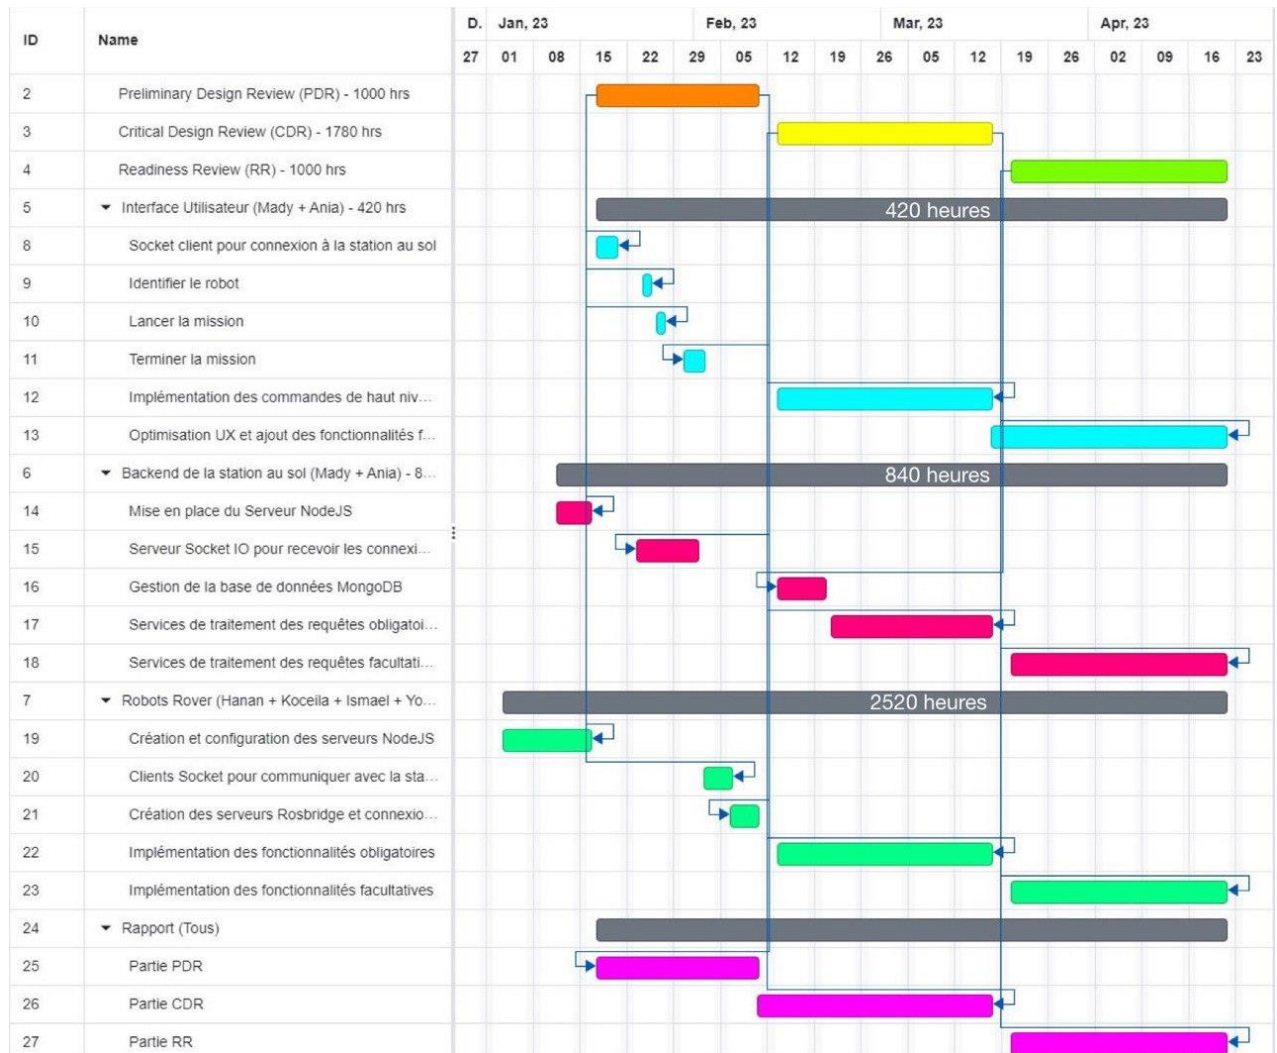 ID Name D. Jan, 23 Feb, 23 Mar, 23 Apr, 23
27 01 08 15 22 29 05 12 19 26 05 12 19 26 02 09 16 23
2 Preliminary Design Review (PDR) - 1000 hrs
3 Critical Design Review (CDR) - 1780 hrs
4 Readiness Review (RR) - 1000 hrs
5 Interface Utilisateur (Mady + Ania) - 420 hrs 420 heures
8 Socket client pour connexion à la station au sol
9 Identifier le robot
10 Lancer la mission
11 Terminer la mission
12 Implémentation des commandes de haut niv...
13 Optimisation UX et ajout des fonctionnalités f...
6 Backend de la station au sol (Mady + Ania) - 8... 840 heures
14 Mise en place du Serveur NodeJS
15 Serveur Socket IO pour recevoir les connexi...
16 Gestion de la base de données MongoDB
17 Services de traitement des requêtes obligatoi...
18 Services de traitement des requêtes facultati...
7 Robots Rover (Hanan + Koceila + Ismael + Yo... 2520 heures
19 Création et configuration des serveurs NodeJS
20 Clients Socket pour communiquer avec la sta...
21 Création des serveurs Rosbridge et connexio...
22 Implémentation des fonctionnalités obligatoires
23 Implémentation des fonctionnalités facultatives
24 Rapport (Tous)
25 Partie PDR
26 Partie CDR
27 Partie RR